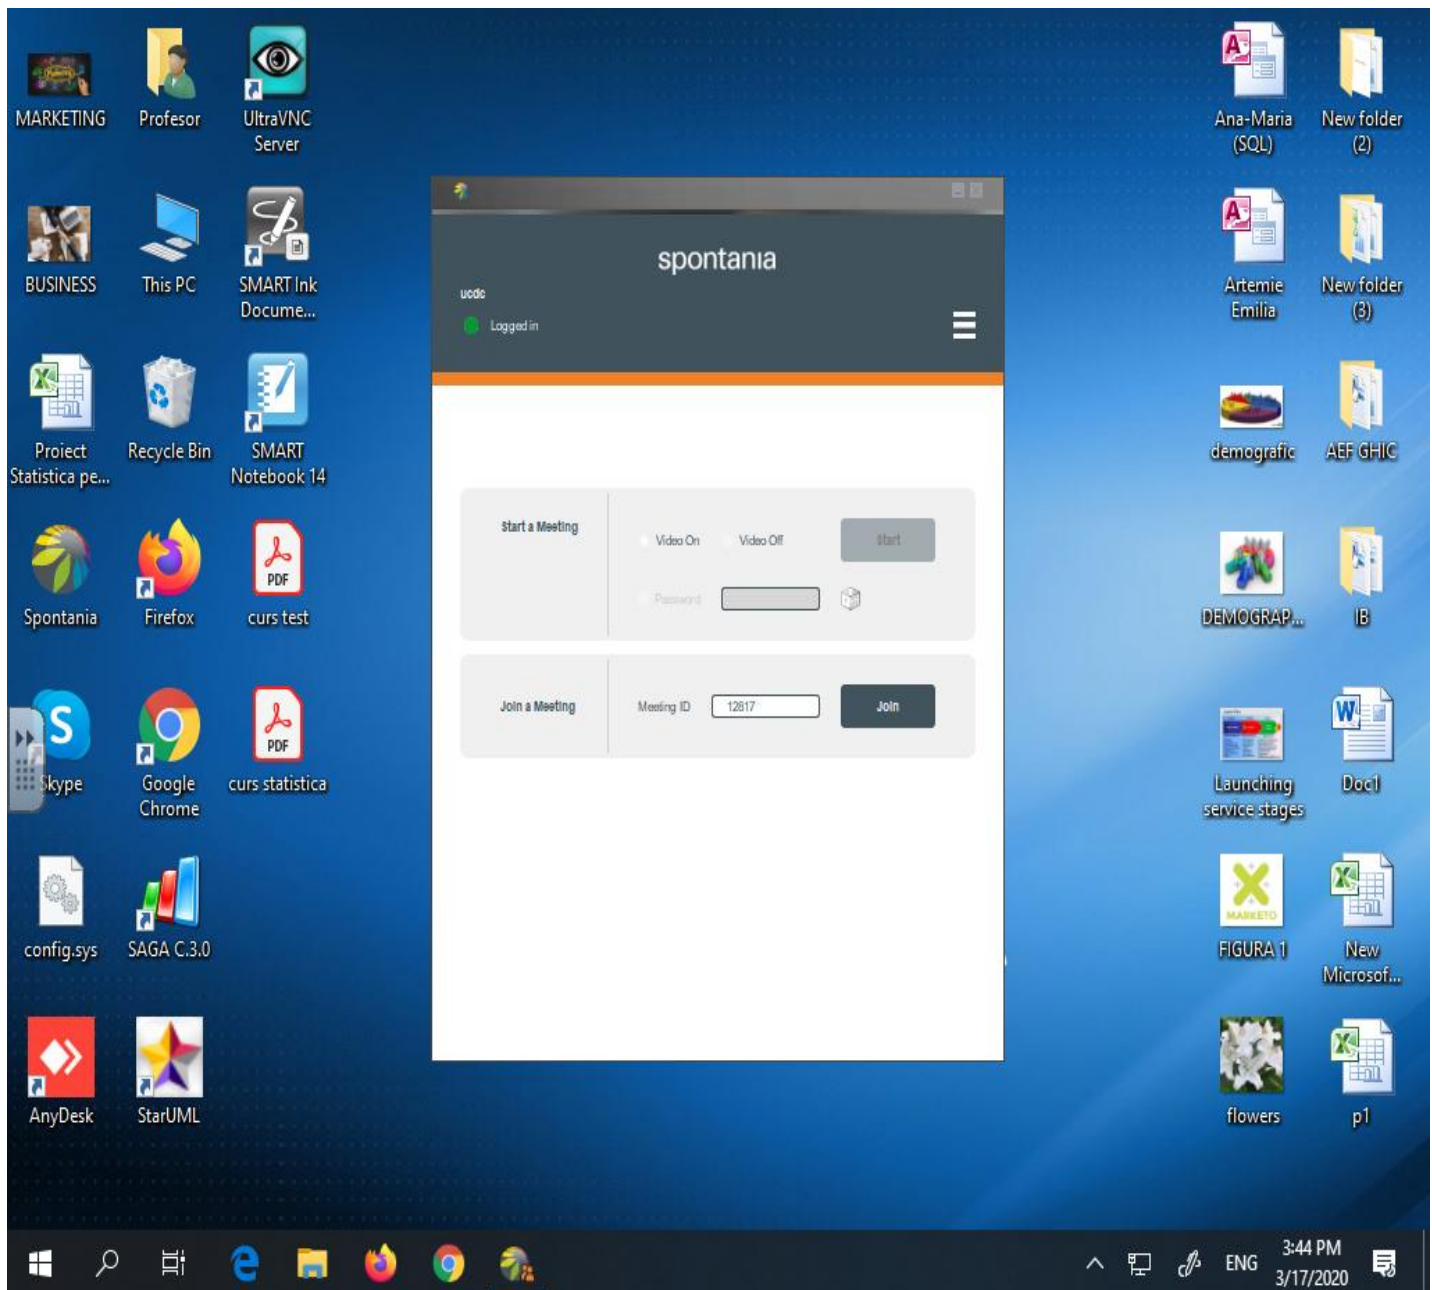 MARKETING
Profesor
UltraVNC
Server
BUSINESS
This PC
SMART Ink
Docume...
Proiect
Statistica pe...
Recycle Bin
SMART
Notebook 14
Spontania
Firefox
PDF
curs test
Skype
Google
Chrome
PDF
curs statistica
config.sys
SAGA C.3.0
AnyDesk
StarUML
spontania
ucdc
Logged in
Start a Meeting
Video On
Video Off
Start
Password
Join a Meeting
Meeting ID
12817
Join
Ana-Maria
(SQL)
New folder
(2)
Artemie
Emilia
New folder
(3)
demografic
AEF GHIC
DEMOGRAP...
IB
Launching
service stages
Doc1
MARKETO
FIGURA 1
New
Microsof...
flowers
p1
ENG
3:44 PM
3/17/2020